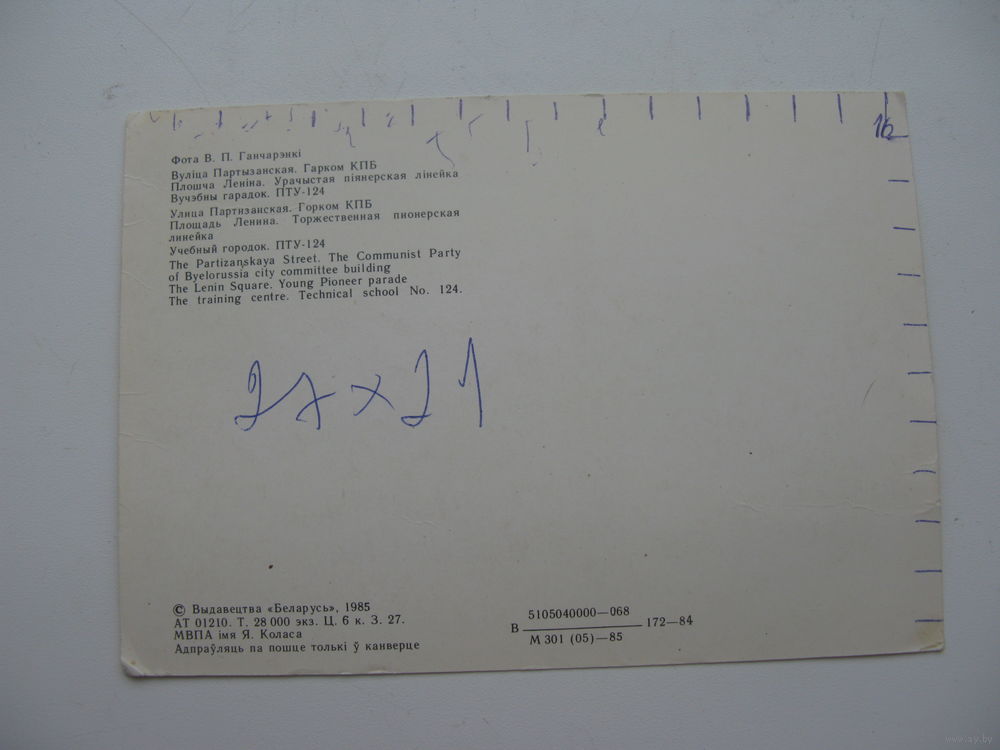 16
Фота В. П. Ганчарэнкі
Вуліца Партызанская. Гарком КПБ
Плошча Леніна. Урачыстая піянерская лінейка
Вучэбны гарадок. ПТУ-124
Улица Партизанская. Горком КПБ
Площадь Ленина. Торжественная пионерская
линейка
Учебный городок. ПТУ-124
The Partizanskaya Street. The Communist Party
of Byelorussia city committee building
The Lenin Square. Young Pioneer parade
The training centre. Technical school No. 124.
27 x 21
© Выдавецтва «Беларусь», 1985
АТ 01210. Т. 28 000 экз. Ц. 6 к. З. 27.
МВПА імя Я. Коласа
Адпраўляць па пошце толькі ў канверце
5105040000—068
В 172—84
М 301 (05)—85
www.ay.by